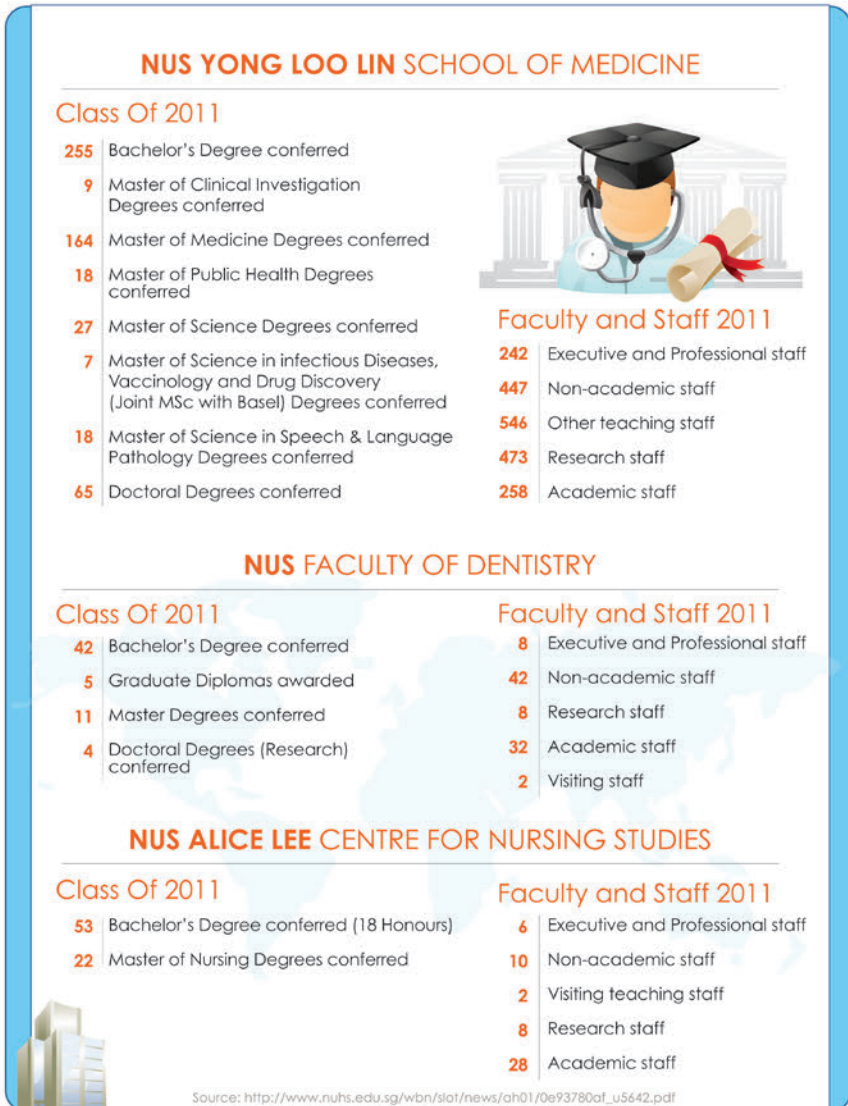 NUS YONG LOO LIN SCHOOL OF MEDICINE
Class Of 2011
255 Bachelor's Degree conferred
9 Master of Clinical Investigation
Degrees conferred
164 Master of Medicine Degrees conferred
18 Master of Public Health Degrees
conferred
27 Master of Science Degrees conferred
7 Master of Science in infectious Diseases,
Vaccinology and Drug Discovery
(Joint MSc with Basel) Degrees conferred
18 Master of Science in Speech & Language
Pathology Degrees conferred
65 Doctoral Degrees conferred
Faculty and Staff 2011
242 Executive and Professional staff
447 Non-academic staff
546 Other teaching staff
473 Research staff
258 Academic staff
NUS FACULTY OF DENTISTRY
Class Of 2011
42 Bachelor's Degree conferred
5 Graduate Diplomas awarded
11 Master Degrees conferred
4 Doctoral Degrees (Research)
conferred
Faculty and Staff 2011
8 Executive and Professional staff
42 Non-academic staff
8 Research staff
32 Academic staff
2 Visiting staff
NUS ALICE LEE CENTRE FOR NURSING STUDIES
Class Of 2011
53 Bachelor's Degree conferred (18 Honours)
22 Master of Nursing Degrees conferred
Faculty and Staff 2011
6 Executive and Professional staff
10 Non-academic staff
2 Visiting teaching staff
8 Research staff
28 Academic staff
Source: http://www.nuhs.edu.sg/wbn/slot/news/ah01/0e93780af_u5642.pdf